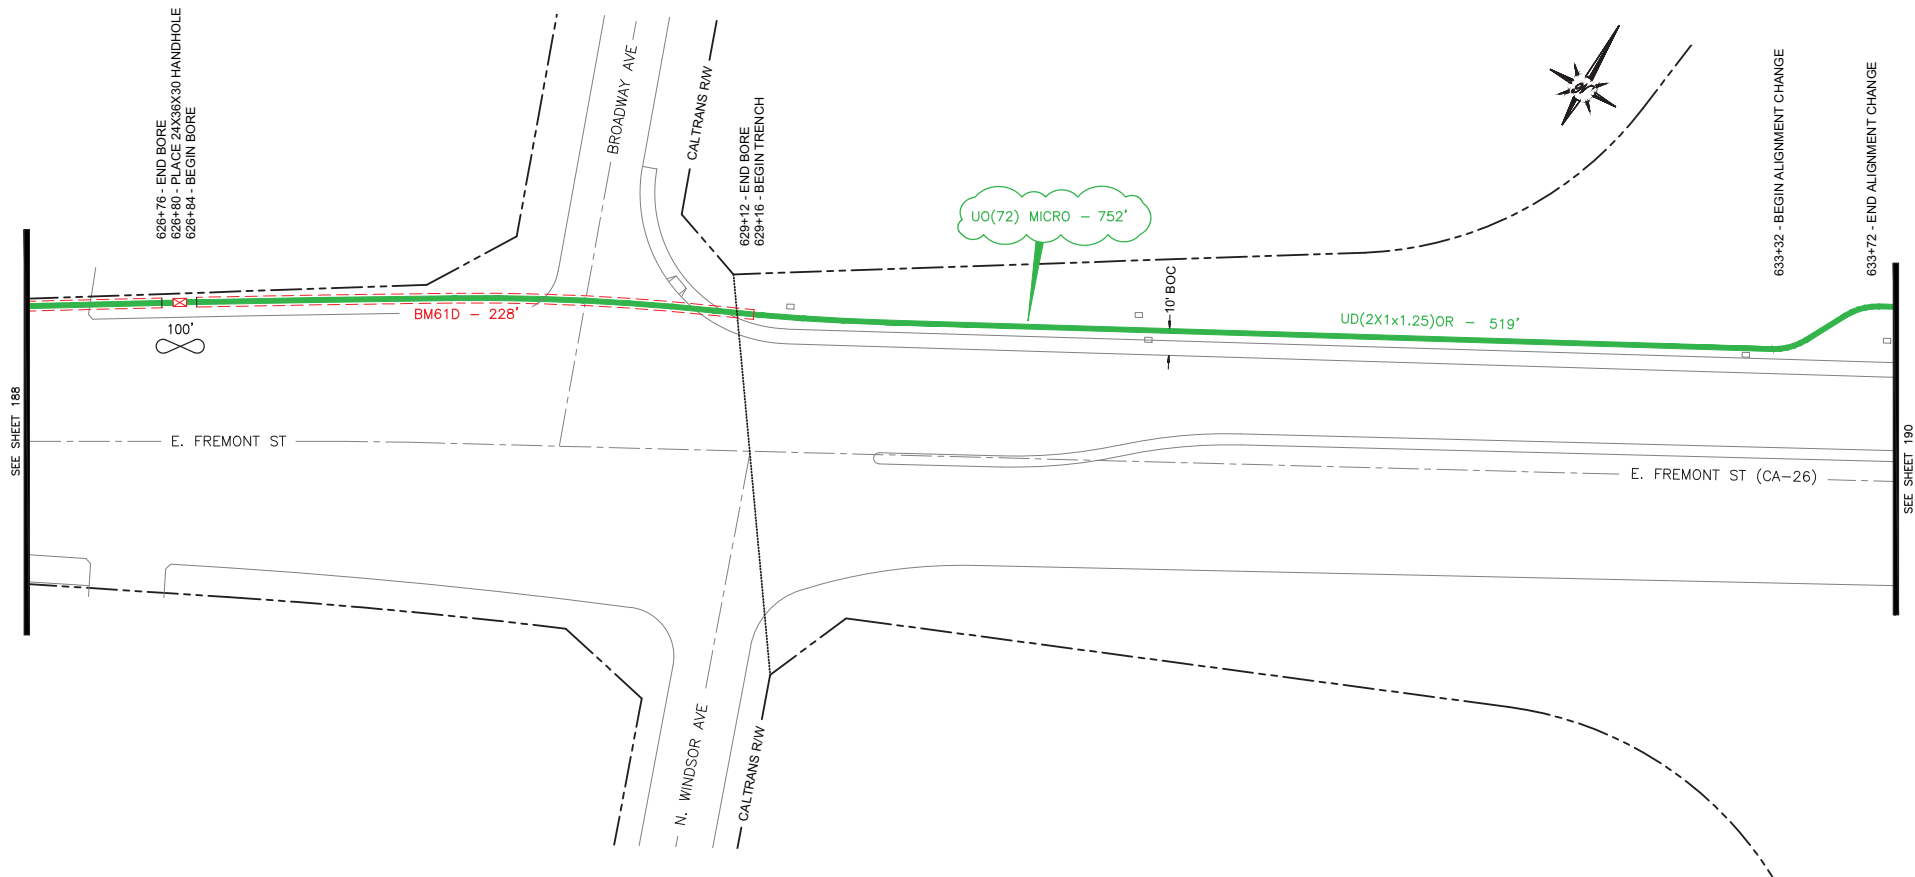 626+76 - END BORE
626+80 - PLACE 24X36X30 HANDHOLE
626+84 - BEGIN BORE
BROADWAY AVE
CALTRANS R/W
629+12 - END BORE
629+16 - BEGIN TRENCH
UO(72) MICRO - 752'
633+32 - BEGIN ALIGNMENT CHANGE
633+72 - END ALIGNMENT CHANGE
10' BOC
BM61D - 228'
UD(2X1x1.25)OR - 519'
100'
SEE SHEET 188
E. FREMONT ST
E. FREMONT ST (CA-26)
SEE SHEET 190
N. WINDSOR AVE
CALTRANS R/W